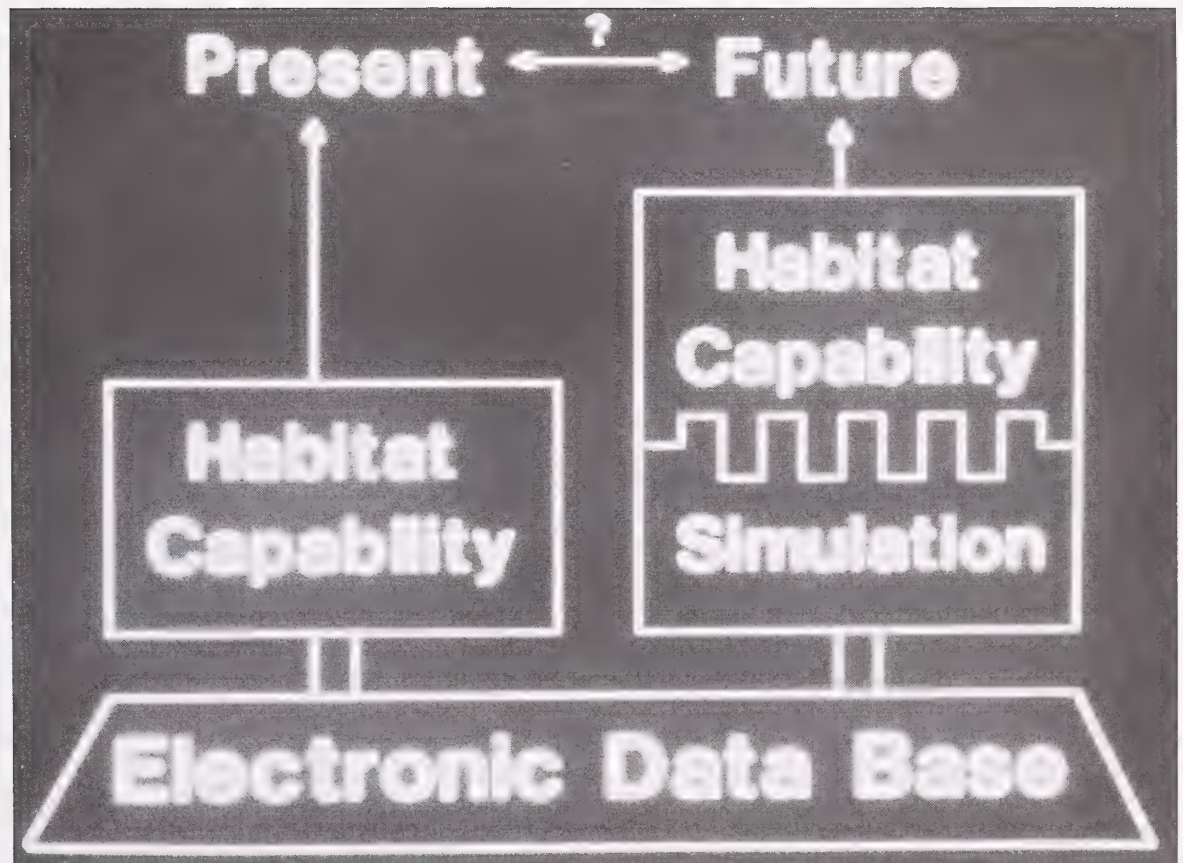 ?
Present Future
Habitat
Capability
Habitat
Capability
Simulation
Electronic Data Base